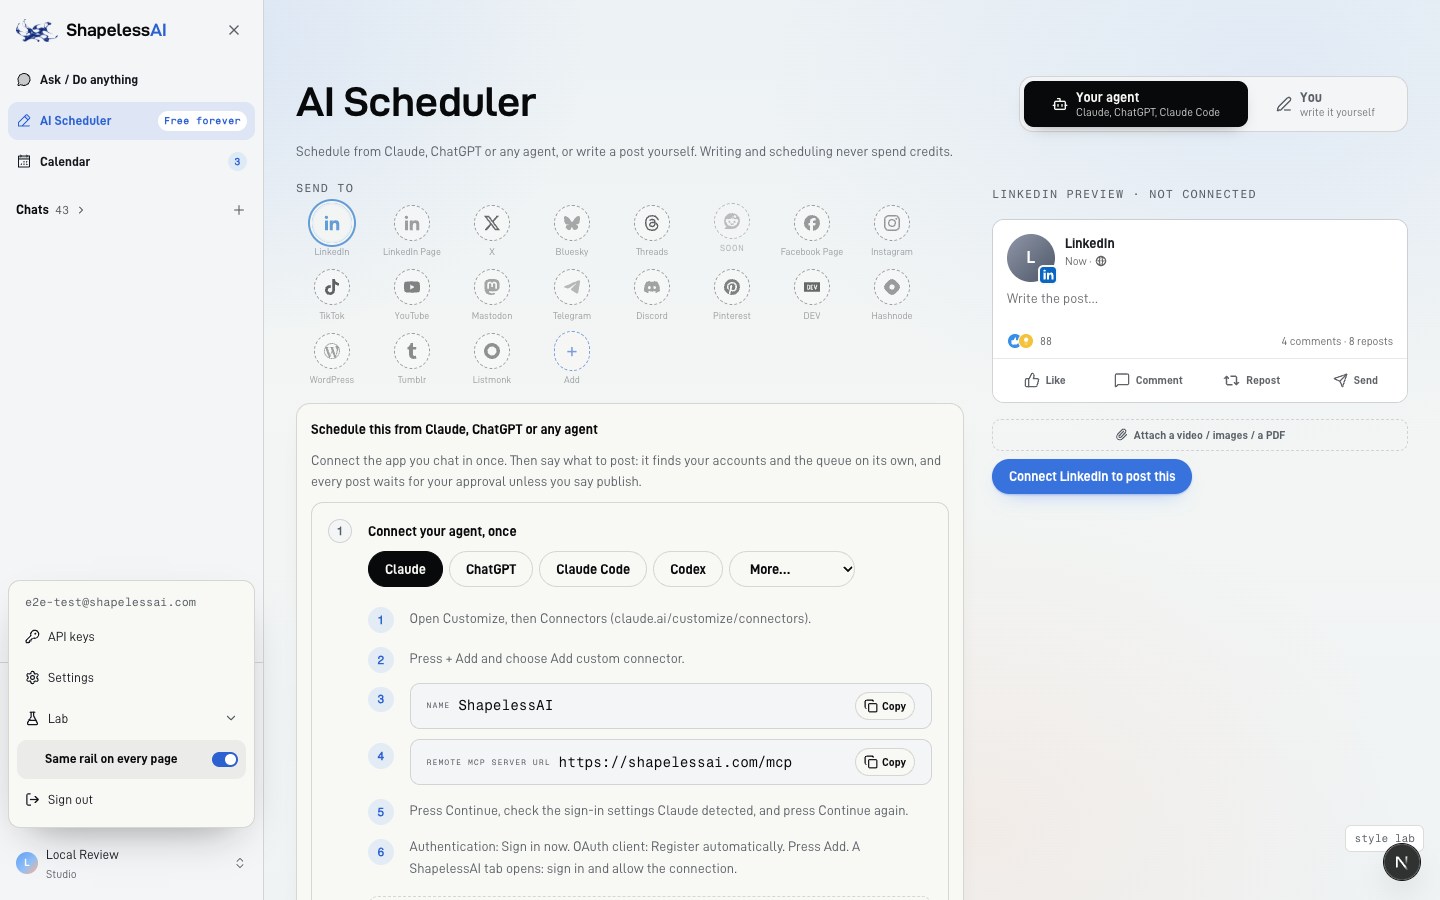 ShapelessAI
Ask / Do anything
AI Scheduler
Free forever
Calendar
3
Chats 43
e2e-test@shapelessai.com
API keys
Settings
Lab
Same rail on every page
Sign out
L
Local Review
Studio
AI Scheduler
Your agent
Claude, ChatGPT, Claude Code
You
write it yourself
Schedule from Claude, ChatGPT or any agent, or write a post yourself. Writing and scheduling never spend credits.
SEND TO
LinkedIn
LinkedIn Page
X
Bluesky
Threads
SOON
Facebook Page
Instagram
TikTok
YouTube
Mastodon
Telegram
Discord
Pinterest
DEV
DEV
Hashnode
WordPress
Tumblr
Listmonk
Add
Schedule this from Claude, ChatGPT or any agent
Connect the app you chat in once. Then say what to post: it finds your accounts and the queue on its own, and
every post waits for your approval unless you say publish.
1
Connect your agent, once
Claude
ChatGPT
Claude Code
Codex
More...
1
Open Customize, then Connectors (claude.ai/customize/connectors).
2
Press + Add and choose Add custom connector.
3
NAME ShapelessAI
Copy
4
REMOTE MCP SERVER URL https://shapelessai.com/mcp
Copy
5
Press Continue, check the sign-in settings Claude detected, and press Continue again.
6
Authentication: Sign in now. OAuth client: Register automatically. Press Add. A
ShapelessAI tab opens: sign in and allow the connection.
LINKEDIN PREVIEW · NOT CONNECTED
L
in
LinkedIn
Now ·
Write the post...
88
4 comments · 8 reposts
Like
Comment
Repost
Send
Attach a video / images / a PDF
Connect LinkedIn to post this
style lab
N